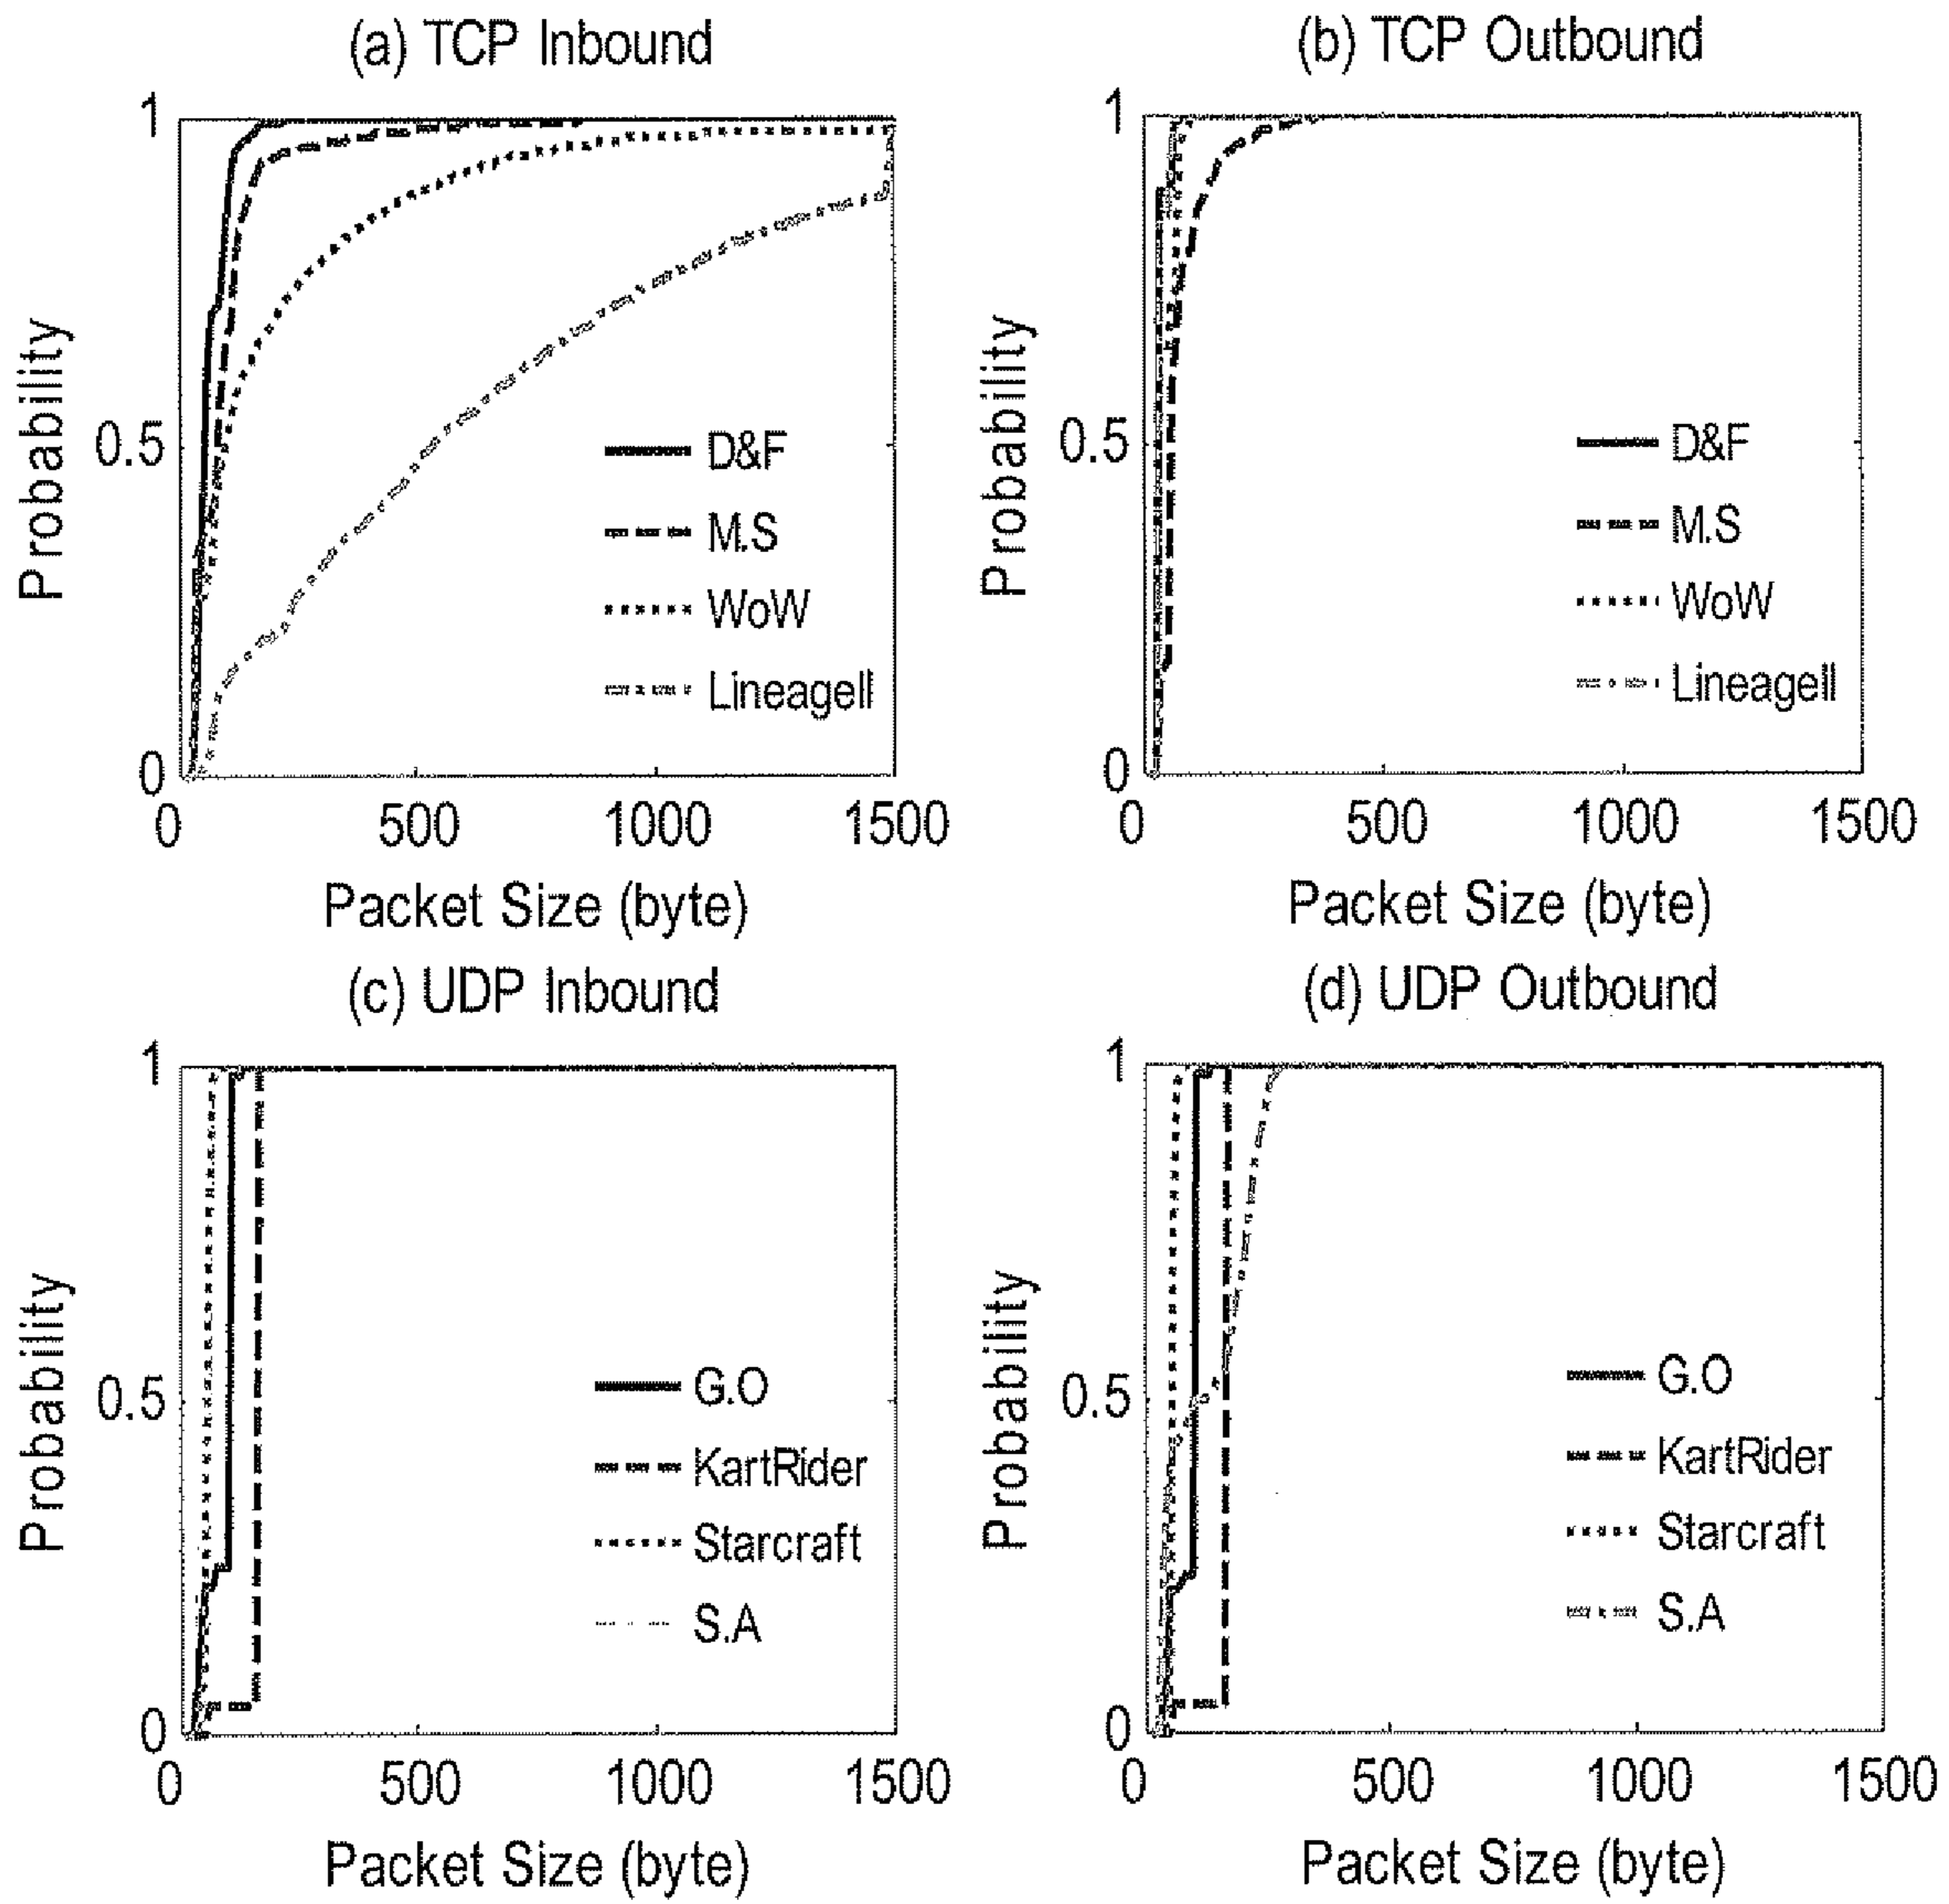 (a) TCP Inbound
1
0.5
0
0 500 1000 1500
Probability
Packet Size (byte)
D&F
M.S
WoW
LineageII
(b) TCP Outbound
1
0.5
0
0 500 1000 1500
Probability
Packet Size (byte)
D&F
M.S
WoW
LineageII
(c) UDP Inbound
1
0.5
0
0 500 1000 1500
Probability
Packet Size (byte)
G.O
KartRider
Starcraft
S.A
(d) UDP Outbound
1
0.5
0
0 500 1000 1500
Probability
Packet Size (byte)
G.O
KartRider
Starcraft
S.A